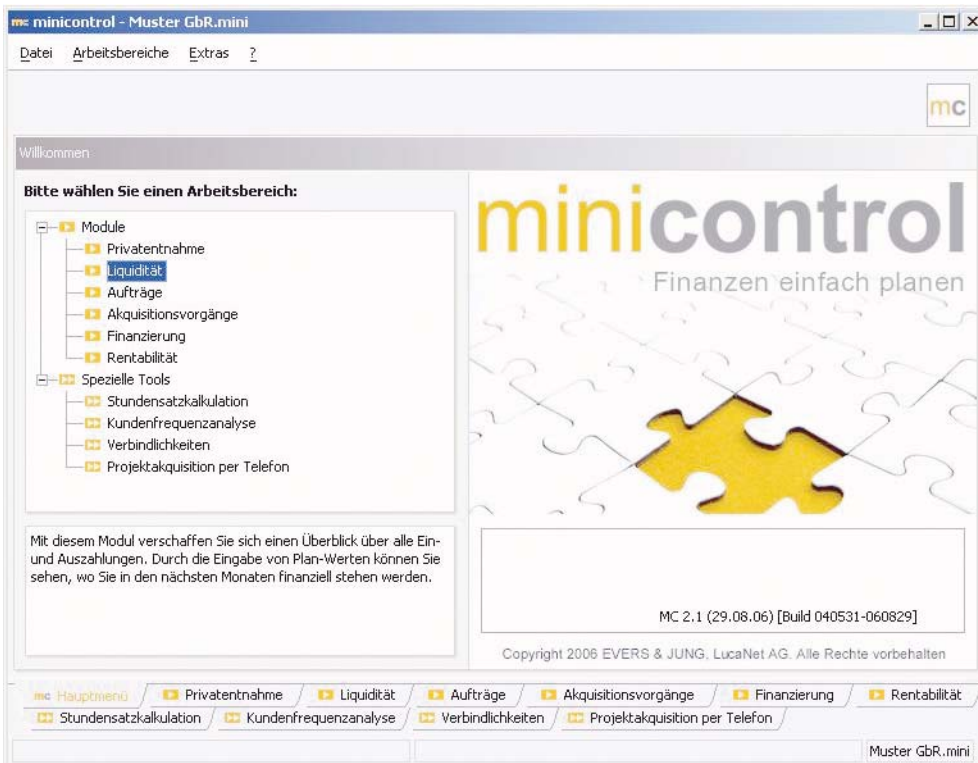 mc minicontrol - Muster GbR.mini
Datei Arbeitsbereiche Extras ?
mc
Willkommen
Bitte wählen Sie einen Arbeitsbereich:
Module
Privatentnahme
Liquidität
Aufträge
Akquisitionsvorgänge
Finanzierung
Rentabilität
Spezielle Tools
Stundensatzkalkulation
Kundenfrequenzanalyse
Verbindlichkeiten
Projektakquisition per Telefon
Mit diesem Modul verschaffen Sie sich einen Überblick über alle Ein-
und Auszahlungen. Durch die Eingabe von Plan-Werten können Sie
sehen, wo Sie in den nächsten Monaten finanziell stehen werden.
minicontrol
Finanzen einfach planen
MC 2.1 (29.08.06) [Build 040531-060829]
Copyright 2006 EVERS & JUNG, LucaNet AG. Alle Rechte vorbehalten
mc Hauptmenü Privatentnahme Liquidität Aufträge Akquisitionsvorgänge Finanzierung Rentabilität
Stundensatzkalkulation Kundenfrequenzanalyse Verbindlichkeiten Projektakquisition per Telefon
Muster GbR.mini